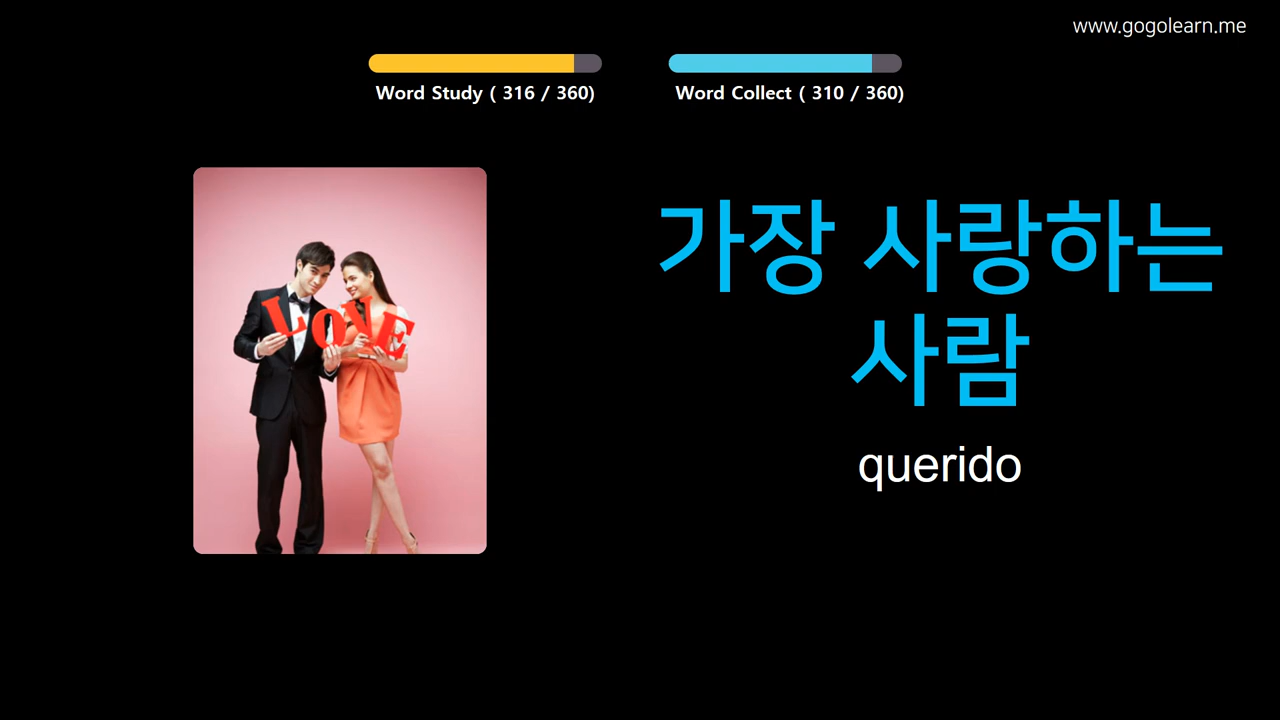 www.gogolearn.me
Word Study ( 316 / 360)
Word Collect ( 310 / 360)
LOVE
가장 사랑하는
사람
querido